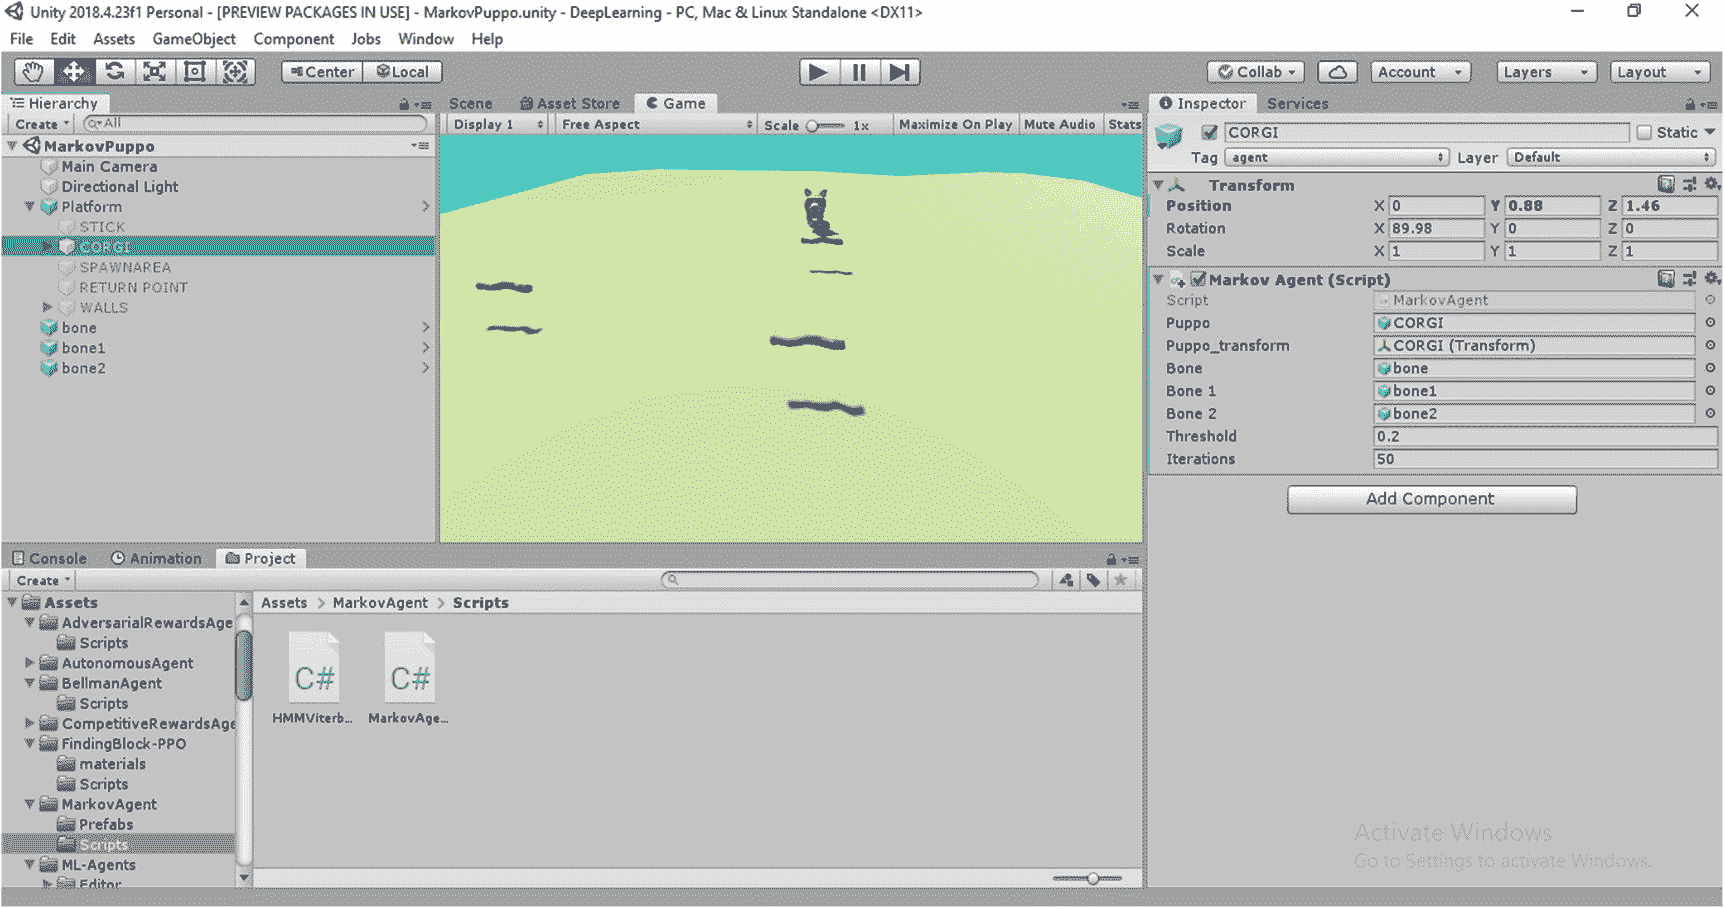 Unity 2018.4.23f1 Personal - [PREVIEW PACKAGES IN USE] - MarkovPuppo.unity - DeepLearning - PC, Mac & Linux Standalone <DX11>
File Edit Assets GameObject Component Jobs Window Help
Center Local Collab Account Layers Layout
Hierarchy
Create All
MarkovPuppo
Main Camera
Directional Light
Platform
STICK
CORGI
SPAWNAREA
RETURN POINT
WALLS
bone
bone1
bone2
Scene Asset Store Game
Display 1 Free Aspect Scale 1x Maximize On Play Mute Audio Stats
Inspector Services
CORGI Static
Tag agent Layer Default
Transform
Position X 0 Y 0.88 Z 1.46
Rotation X 89.98 Y 0 Z 0
Scale X 1 Y 1 Z 1
Markov Agent (Script)
Script MarkovAgent
Puppo CORGI
Puppo_transform CORGI (Transform)
Bone bone
Bone 1 bone1
Bone 2 bone2
Threshold 0.2
Iterations 50
Add Component
Console Animation Project
Create
Assets
AdversarialRewardsAge
Scripts
AutonomousAgent
BellmanAgent
Scripts
CompetitiveRewardsAge
FindingBlock-PPO
materials
Scripts
MarkovAgent
Prefabs
Scripts
ML-Agents
Editor
Assets > MarkovAgent > Scripts
C# C#
HMMViterb... MarkovAge...
Activate Windows
Go to Settings to activate Windows.